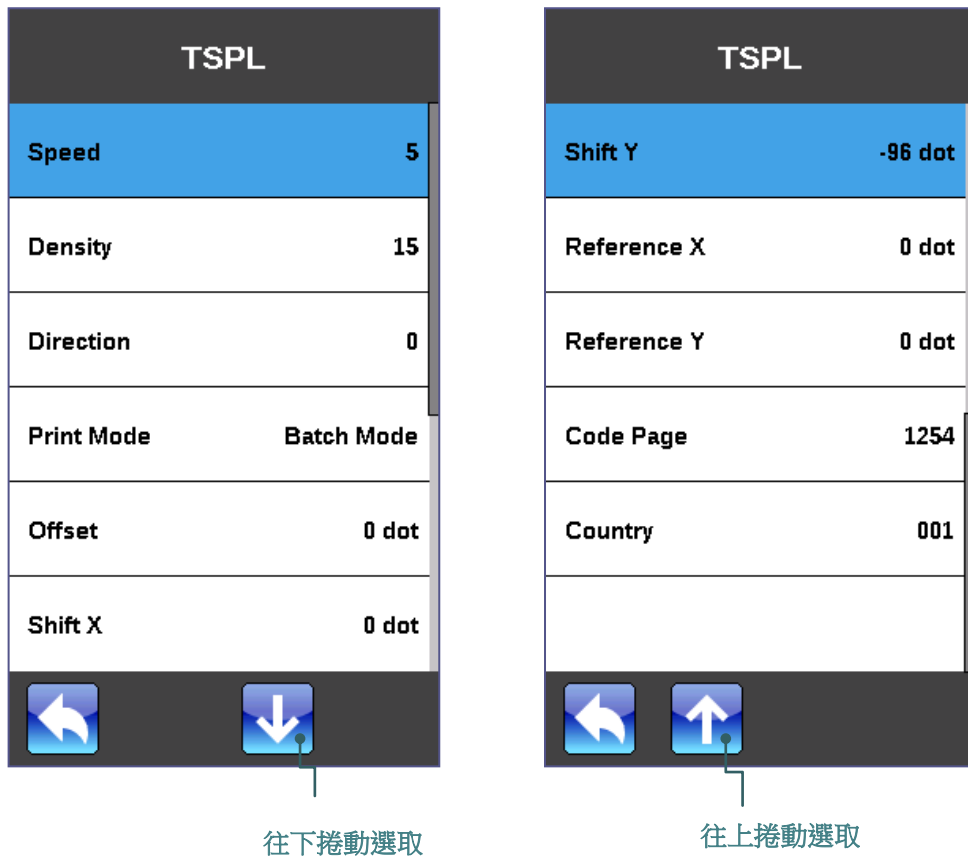 TSPL
Speed 5
Density 15
Direction 0
Print Mode Batch Mode
Offset 0 dot
Shift X 0 dot
往下捲動選取
TSPL
Shift Y -96 dot
Reference X 0 dot
Reference Y 0 dot
Code Page 1254
Country 001
往上捲動選取